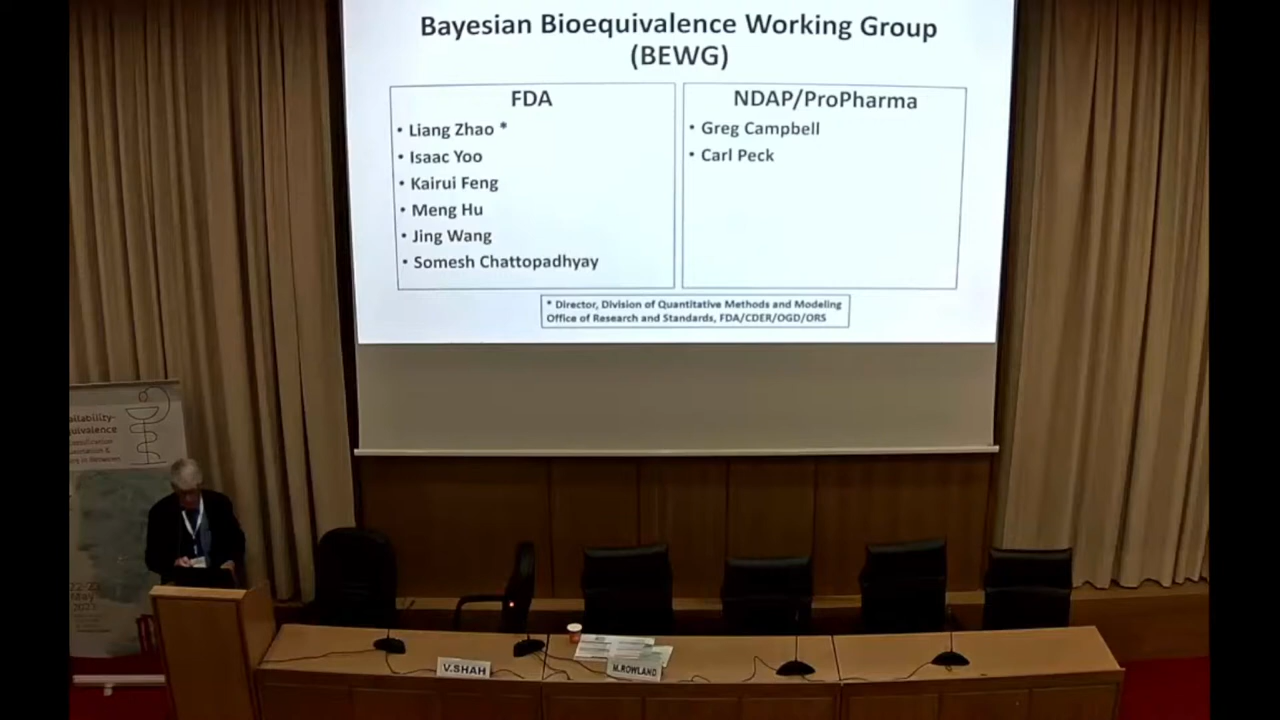 Bayesian Bioequivalence Working Group
(BEWG)
FDA
• Liang Zhao *
• Isaac Yoo
• Kairui Feng
• Meng Hu
• Jing Wang
• Somesh Chattopadhyay
NDAP/ProPharma
• Greg Campbell
• Carl Peck
* Director, Division of Quantitative Methods and Modeling
Office of Research and Standards, FDA/CDER/OGD/ORS
V.SHAH
M.ROWLAND